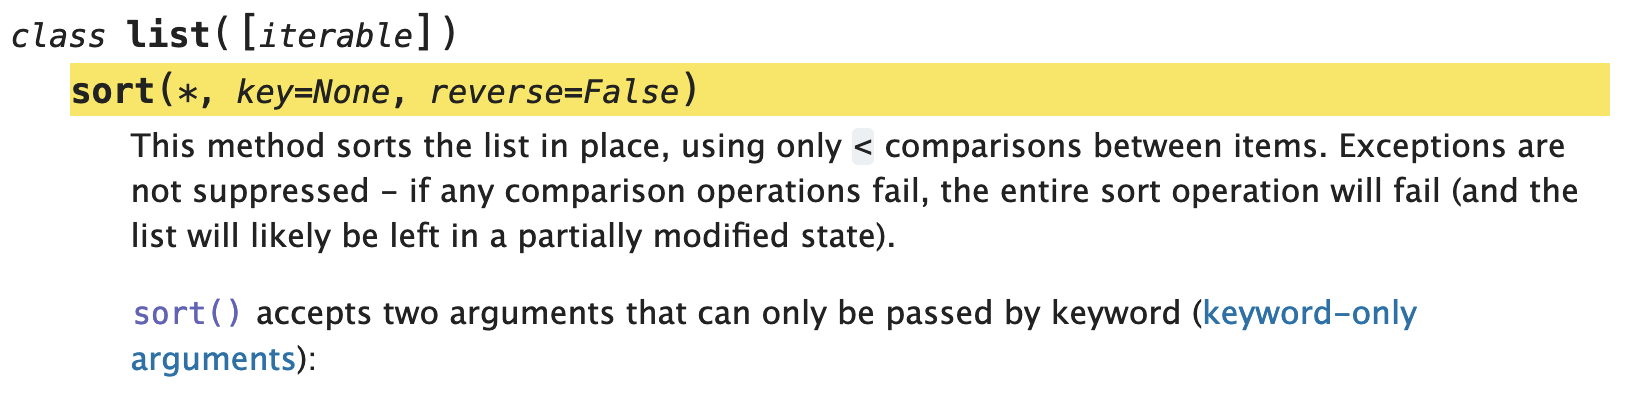 class list([iterable])
sort(*, key=None, reverse=False)
This method sorts the list in place, using only < comparisons between items. Exceptions are
not suppressed – if any comparison operations fail, the entire sort operation will fail (and the
list will likely be left in a partially modified state).
sort() accepts two arguments that can only be passed by keyword (keyword-only
arguments):